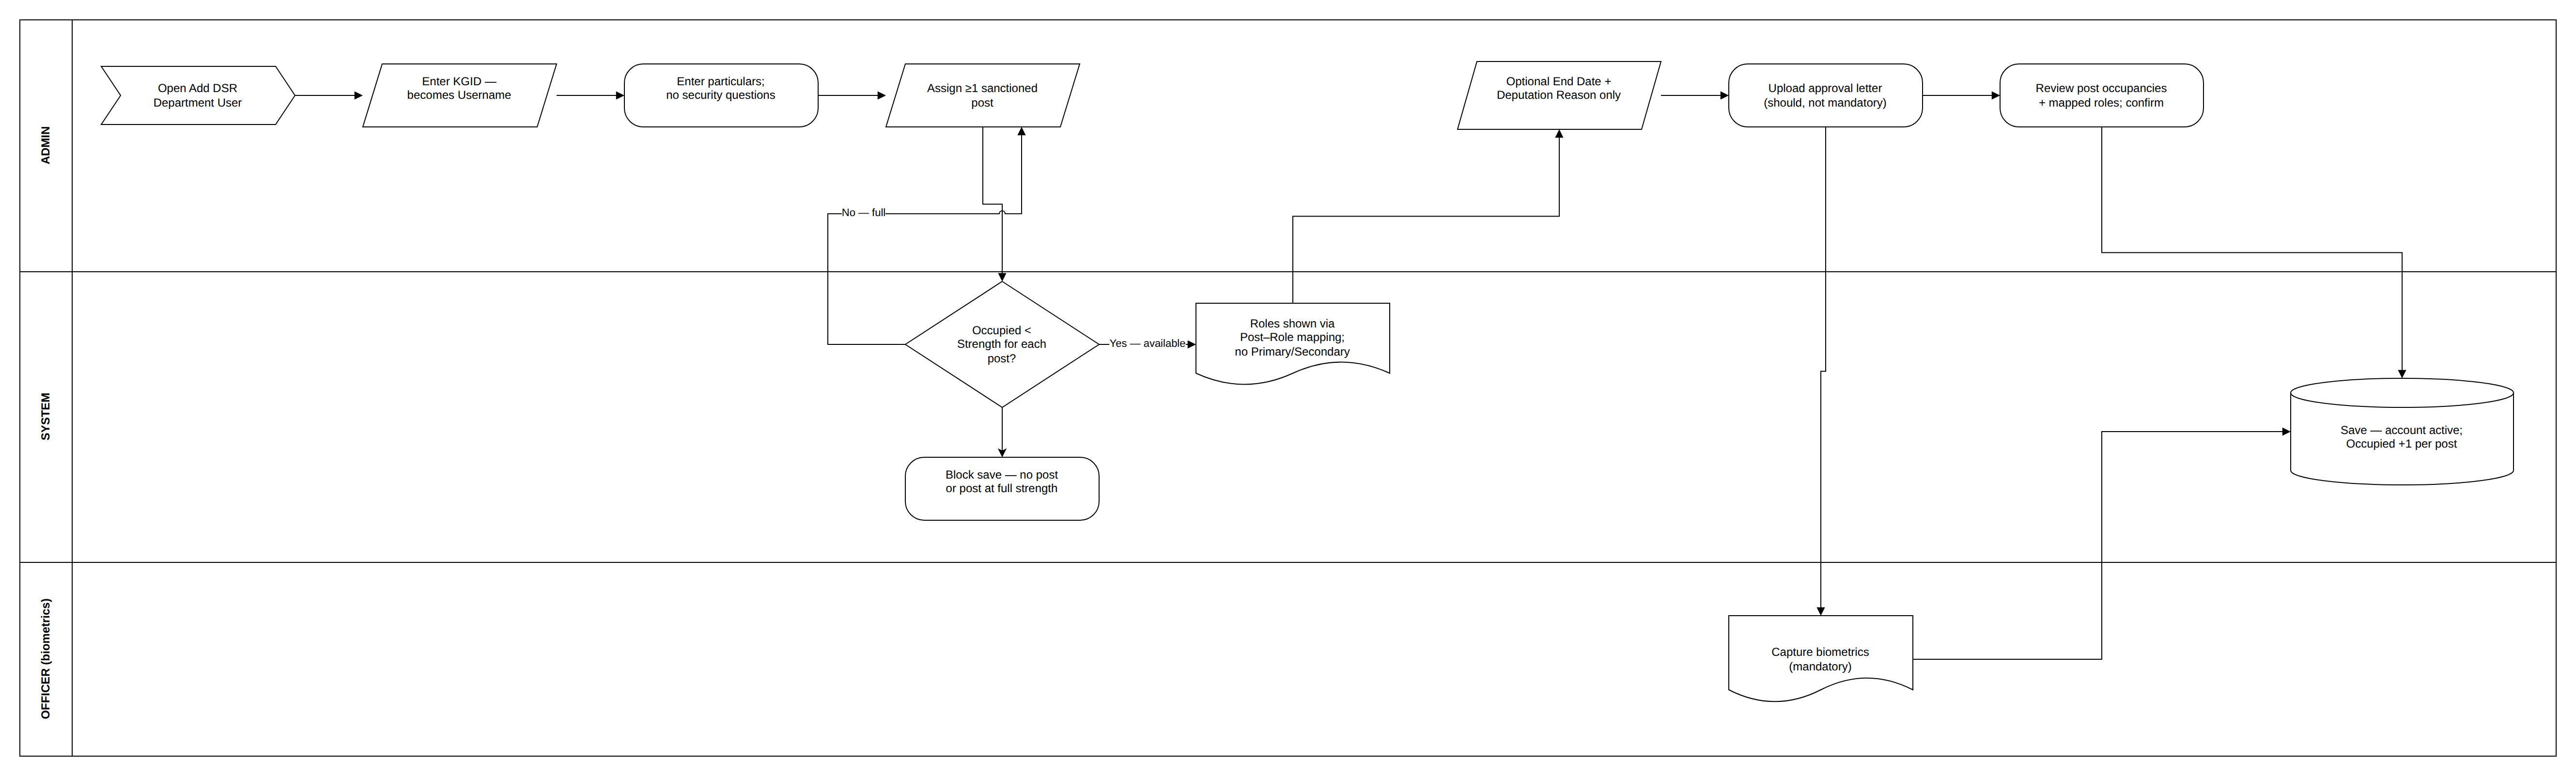 ADMIN
Open Add DSR
Department User
Enter KGID —
becomes Username
Enter particulars;
no security questions
Assign ≥1 sanctioned
post
Optional End Date +
Deputation Reason only
Upload approval letter
(should, not mandatory)
Review post occupancies
+ mapped roles; confirm
No — full
SYSTEM
Occupied <
Strength for each
post?
Yes — available
Roles shown via
Post–Role mapping;
no Primary/Secondary
Block save — no post
or post at full strength
Save — account active;
Occupied +1 per post
OFFICER (biometrics)
Capture biometrics
(mandatory)